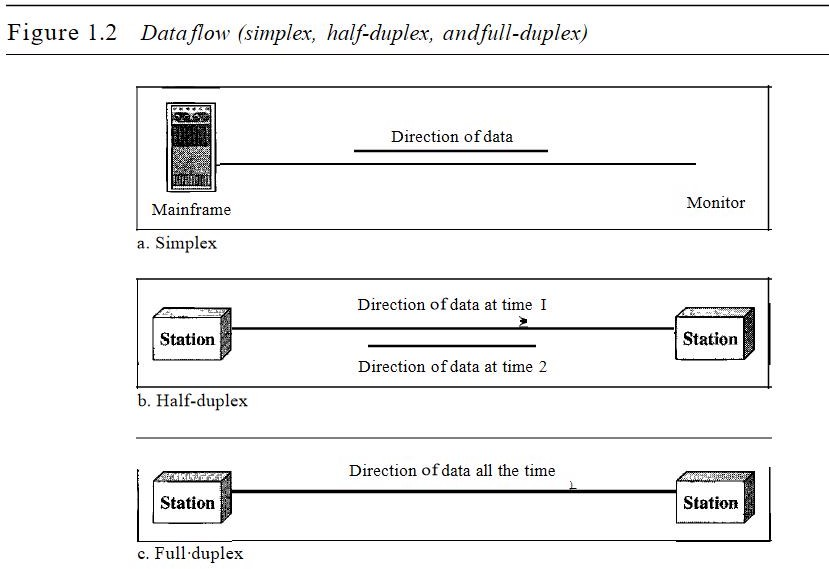 Figure 1.2 Dataflow (simplex, half-duplex, andfull-duplex)
Direction of data
Mainframe
Monitor
a. Simplex
Direction of data at time I
Station
Station
Direction of data at time 2
b. Half-duplex
Direction of data all the time
Station
Station
c. Full·duplex